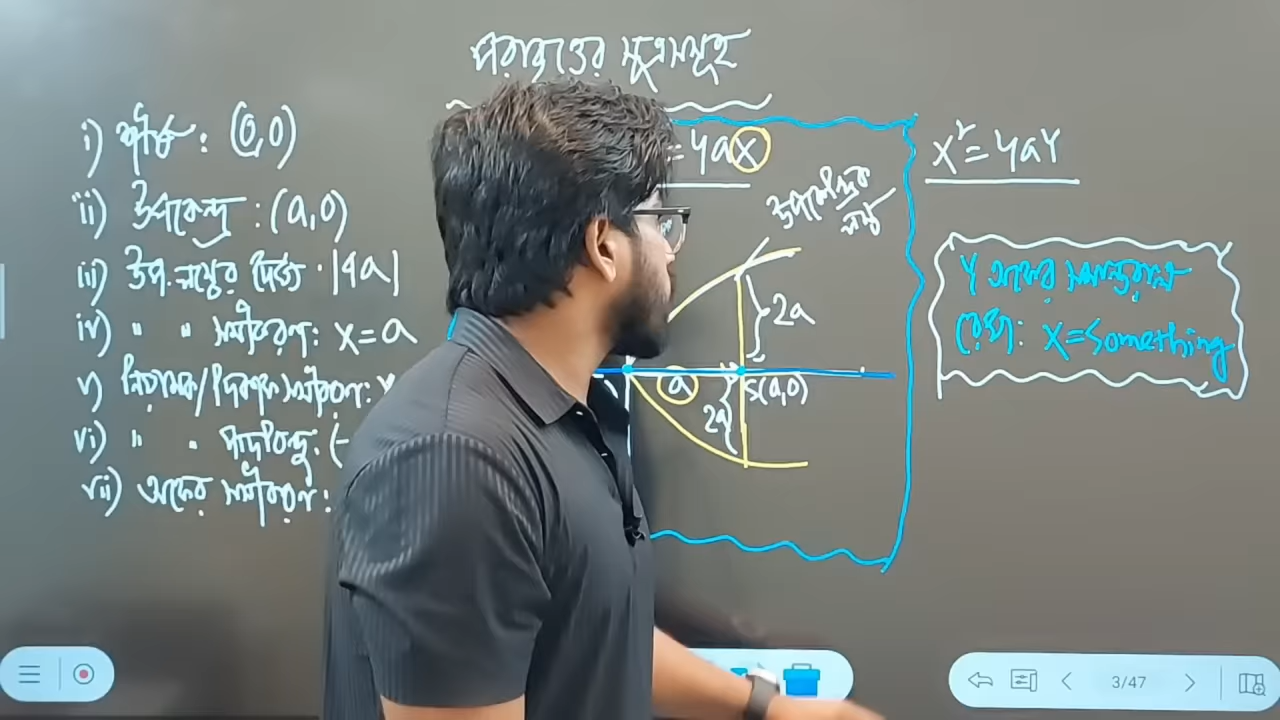 পরাবৃত্তের সূত্রসমূহ
i) শীর্ষ : (0,0)
ii) উপকেন্দ্র : (a,0)
iii) উপ.লম্বের দৈর্ঘ্য : |4a|
iv) " " সমীকরণ: x = a
v) নিয়ামক/দিকাক্ষ সমীকরণ:
vi) " " পাদবিন্দু: (-
vii) অক্ষের সমীকরণ :
= 4aX
উপকেন্দ্রিক
লম্ব
2a
a
S(a,0)
2a
X² = 4aY
Y অক্ষের সমান্তরাল
রেখা: X = Something
3/47